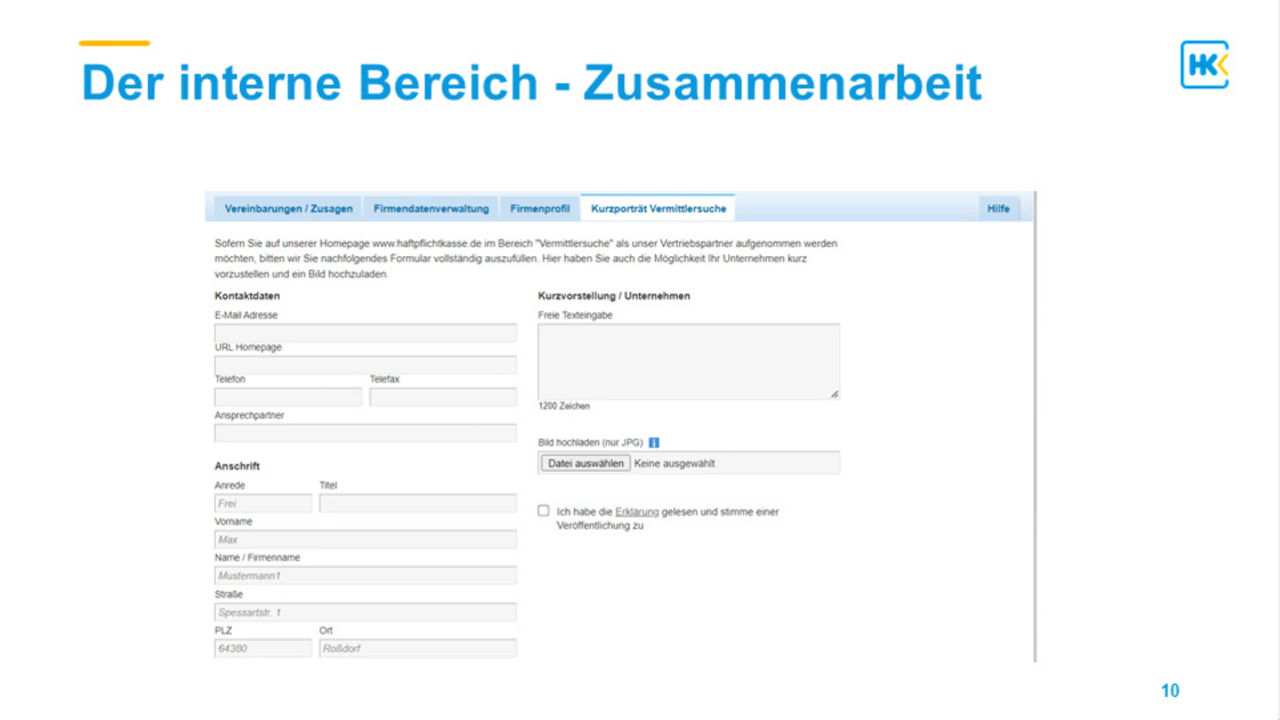 Der interne Bereich - Zusammenarbeit
HK
Vereinbarungen / Zusagen Firmendatenverwaltung Firmenprofil Kurzporträt Vermittlersuche Hilfe
Sofern Sie auf unserer Homepage www.haftpflichtkasse.de im Bereich "Vermittlersuche" als unser Vertriebspartner aufgenommen werden
möchten, bitten wir Sie nachfolgendes Formular vollständig auszufüllen. Hier haben Sie auch die Möglichkeit Ihr Unternehmen kurz
vorzustellen und ein Bild hochzuladen.
Kontaktdaten
E-Mail Adresse
URL Homepage
Telefon Telefax
Ansprechpartner
Anschrift
Anrede Titel
Frei
Vorname
Max
Name / Firmenname
Mustermann1
Straße
Spessartstr. 1
PLZ Ort
64380 Roßdorf
Kurzvorstellung / Unternehmen
Freie Texteingabe
1200 Zeichen
Bild hochladen (nur JPG) i
Datei auswählen Keine ausgewählt
Ich habe die Erklärung gelesen und stimme einer
Veröffentlichung zu
10